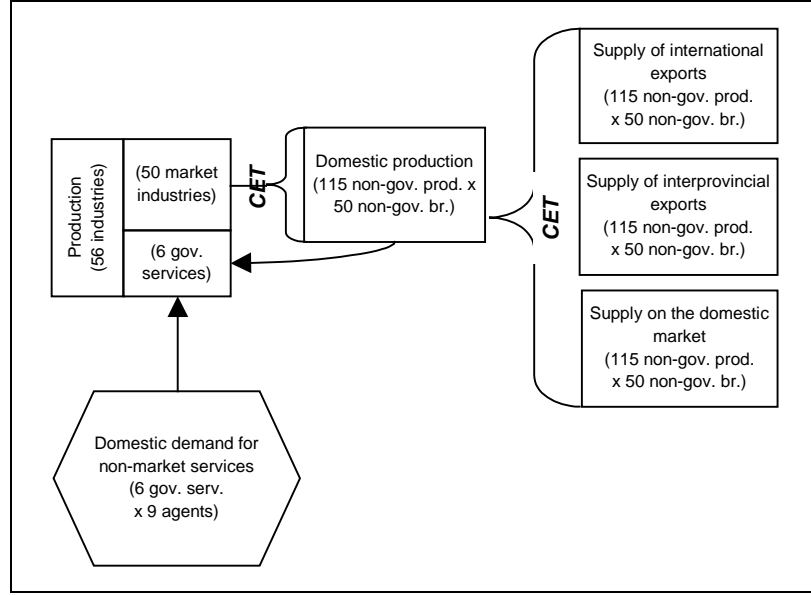 Production
(56 industries)
(50 market
industries)
(6 gov.
services)
CET
Domestic production
(115 non-gov. prod. x
50 non-gov. br.)
CET
Supply of international
exports
(115 non-gov. prod.
x 50 non-gov. br.)
Supply of interprovincial
exports
(115 non-gov. prod.
x 50 non-gov. br.)
Supply on the domestic
market
(115 non-gov. prod.
x 50 non-gov. br.)
Domestic demand for
non-market services
(6 gov. serv.
x 9 agents)